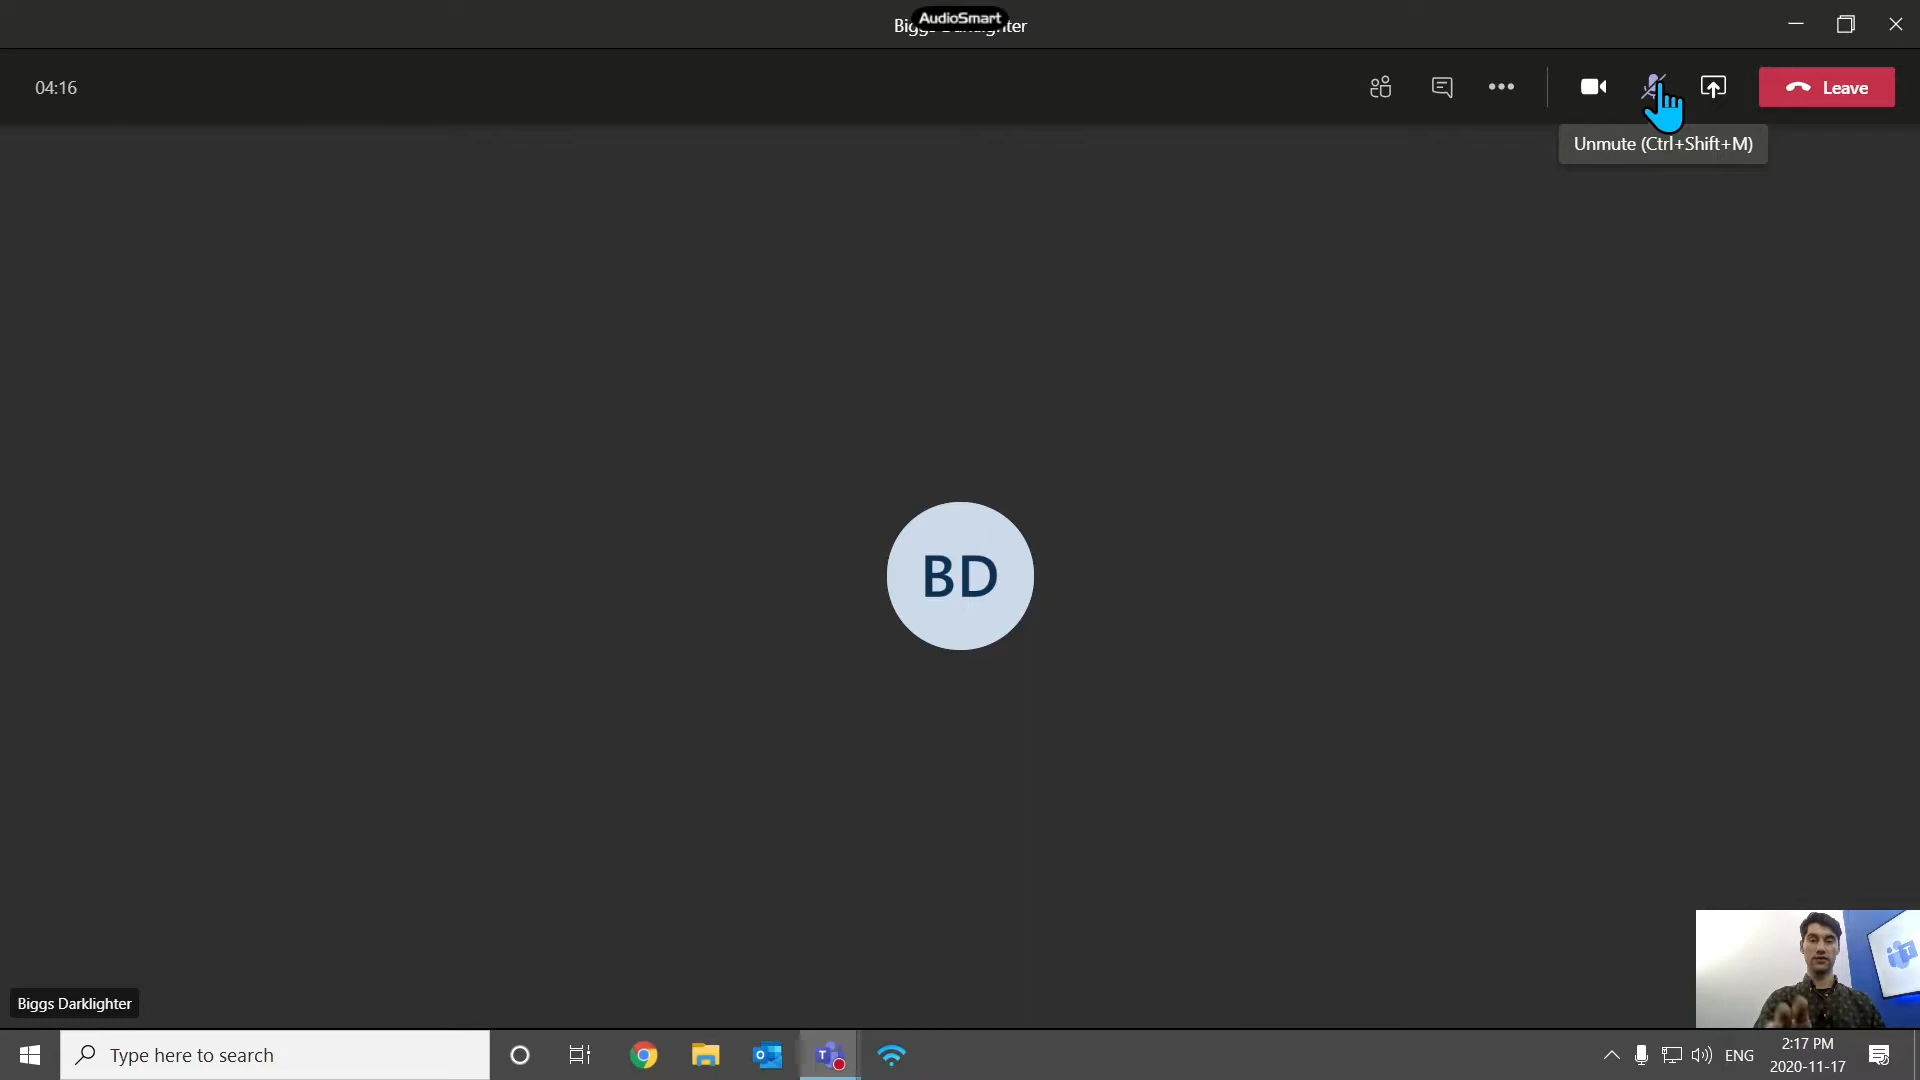 AudioSmart
04:16
Leave
Unmute (Ctrl+Shift+M)
BD
Biggs Darklighter
Type here to search
ENG
2:17 PM
2020-11-17